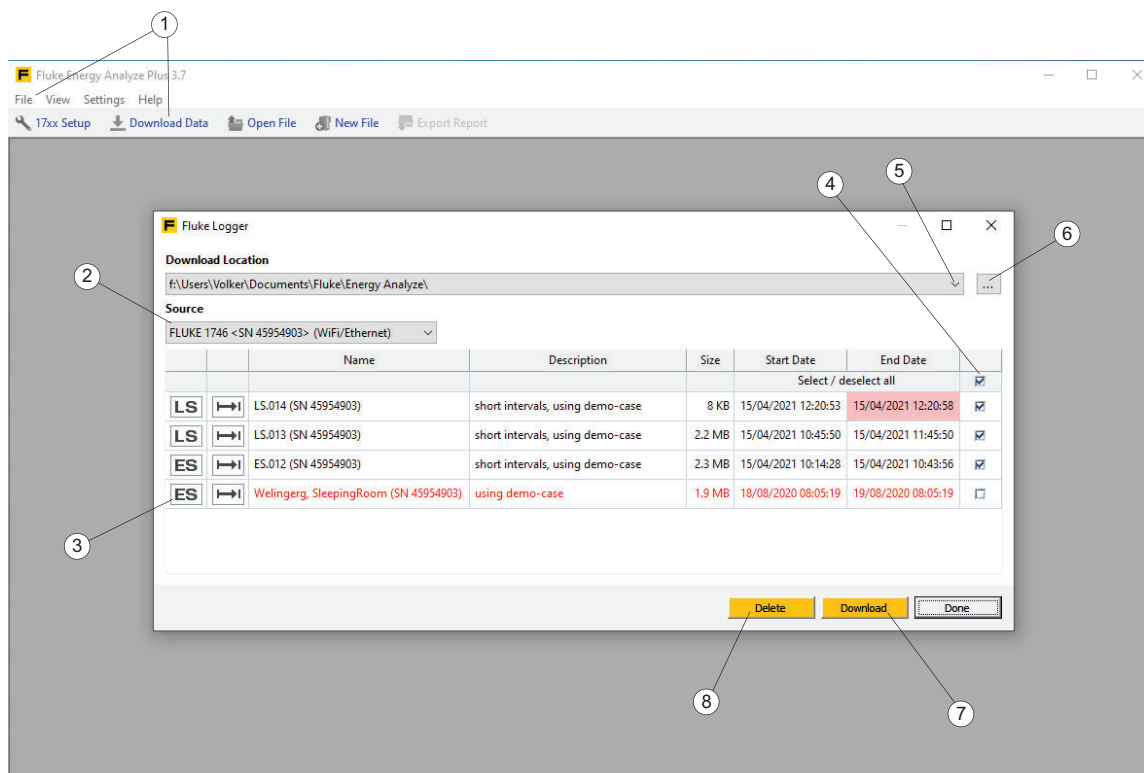 1
Fluke Energy Analyze Plus 3.7
File View Settings Help
17xx Setup Download Data Open File New File Export Report
5
4
Fluke Logger
6
Download Location
2
f:\Users\Volker\Documents\Fluke\Energy Analyze\ ...
Source
FLUKE 1746 <SN 45954903> (WiFi/Ethernet)
Name Description Size Start Date End Date
Select / deselect all
LS LS.014 (SN 45954903) short intervals, using demo-case 8 KB 15/04/2021 12:20:53 15/04/2021 12:20:58
LS LS.013 (SN 45954903) short intervals, using demo-case 2.2 MB 15/04/2021 10:45:50 15/04/2021 11:45:50
ES ES.012 (SN 45954903) short intervals, using demo-case 2.3 MB 15/04/2021 10:14:28 15/04/2021 10:43:56
ES Welingerg, SleepingRoom (SN 45954903) using demo-case 1.9 MB 18/08/2020 08:05:19 19/08/2020 08:05:19
3
Delete Download Done
8
7